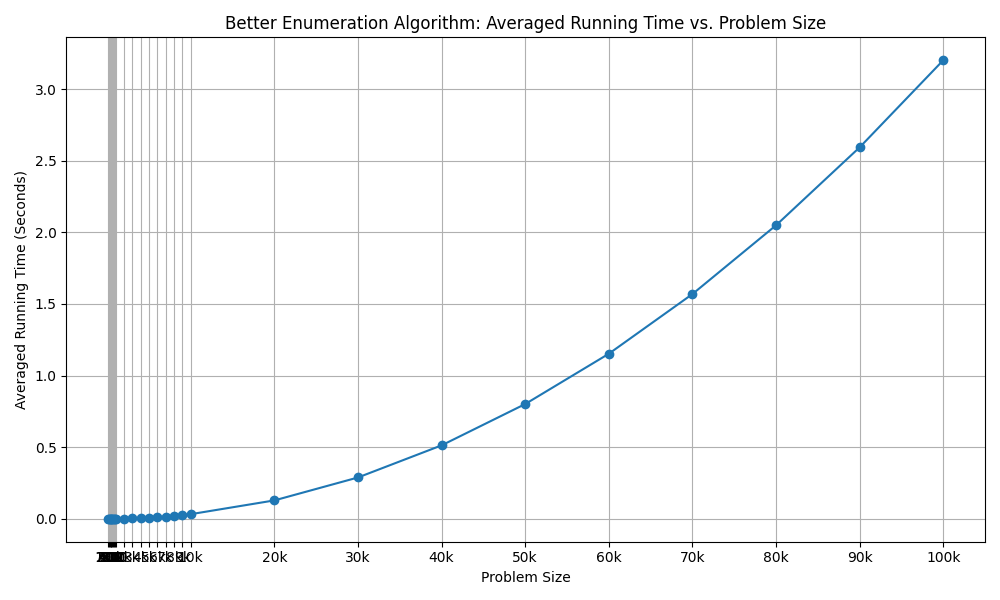 Better Enumeration Algorithm: Averaged Running Time vs. Problem Size
Averaged Running Time (Seconds)
3.0
2.5
2.0
1.5
1.0
0.5
0.0
10k 20k 30k 40k 50k 60k 70k 80k 90k 100k
Problem Size